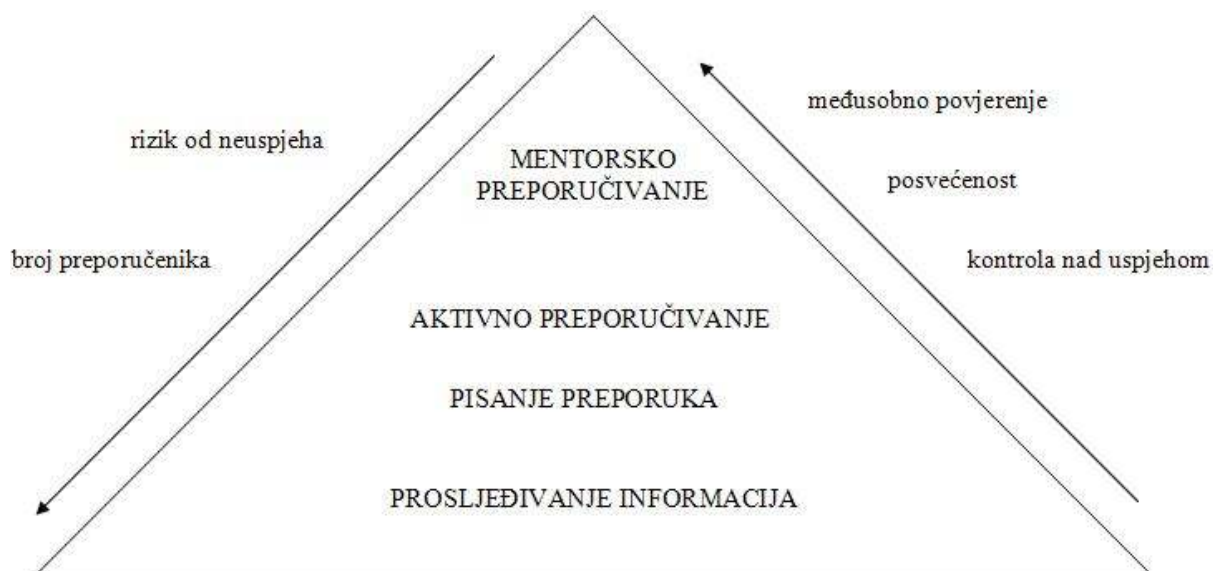 međusobno povjerenje
rizik od neuspjeha
MENTORSKO
PREPORUČIVANJE
posvećenost
broj preporučenika
kontrola nad uspjehom
AKTIVNO PREPORUČIVANJE
PISANJE PREPORUKA
PROSLJEĐIVANJE INFORMACIJA